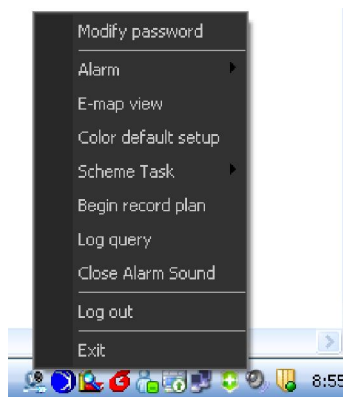 Modify password
Alarm
E-map view
Color default setup
Scheme Task
Begin record plan
Log query
Close Alarm Sound
Log out
Exit
8:55